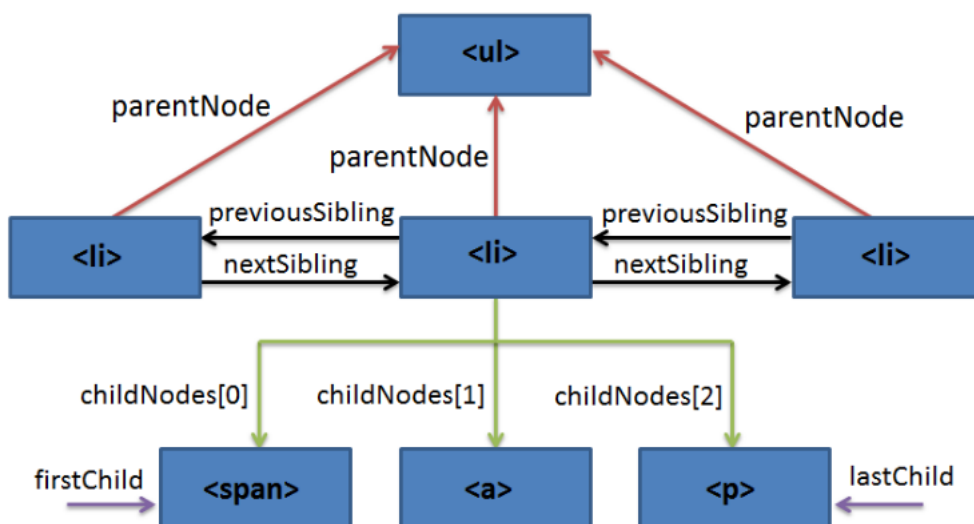 <ul>
parentNode
parentNode
parentNode
<li>
previousSibling
nextSibling
<li>
previousSibling
nextSibling
<li>
childNodes[0]
childNodes[1]
childNodes[2]
firstChild
<span>
<a>
<p>
lastChild